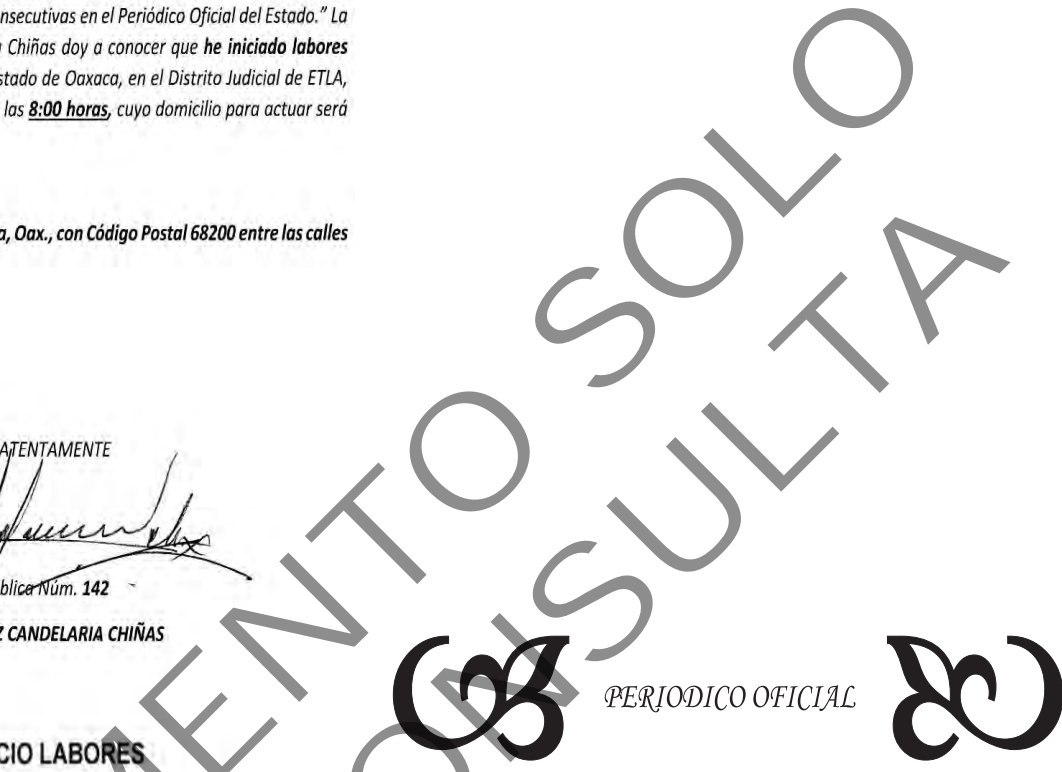 nsecutivas en el Periódico Oficial del Estado.” La
Chiñas doy a conocer que he iniciado labores
stado de Oaxaca, en el Distrito Judicial de ETLA,
las 8:00 horas, cuyo domicilio para actuar será
a, Oax., con Código Postal 68200 entre las calles
ATENTAMENTE
blica Núm. 142
Z CANDELARIA CHIÑAS
CIO LABORES
PERIODICO OFICIAL
MENTO SOLO
ONSULTA